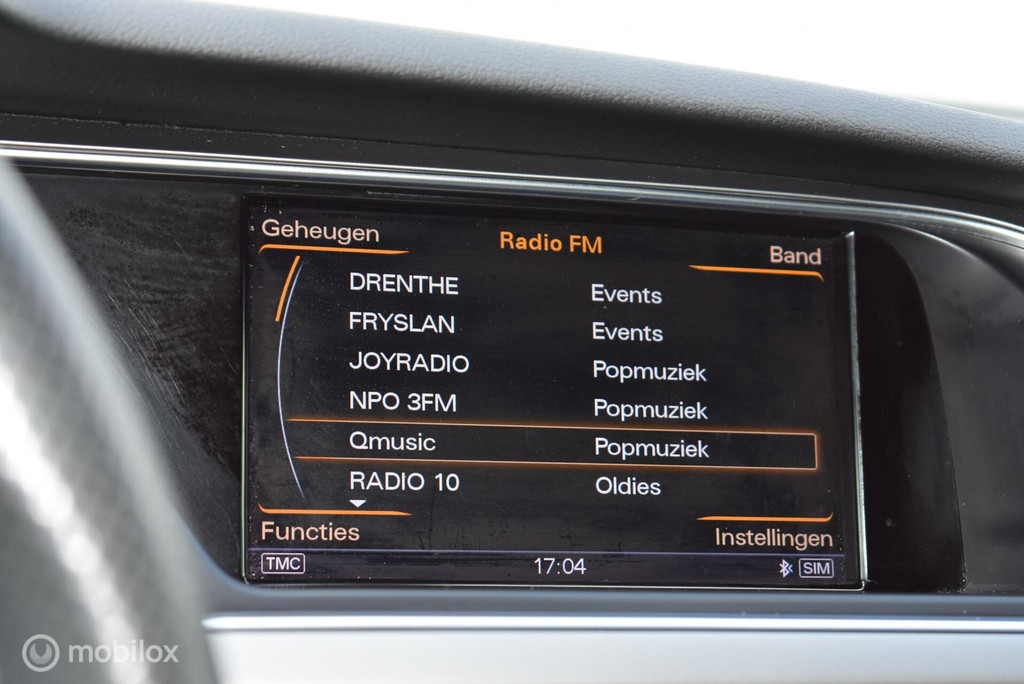 Geheugen
Radio FM
Band
DRENTHE Events
FRYSLAN Events
JOYRADIO Popmuziek
NPO 3FM Popmuziek
Qmusic Popmuziek
RADIO 10 Oldies
Functies
Instellingen
TMC
17:04
SIM
mobilox